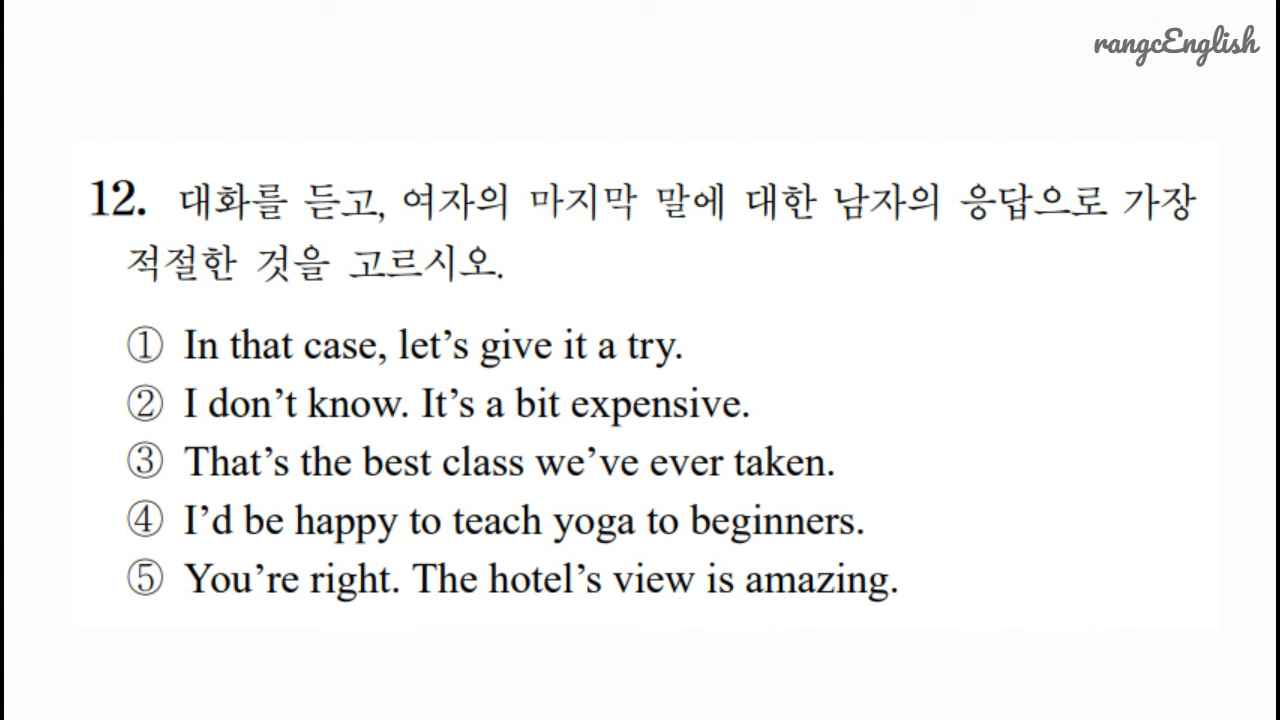 rangcEnglish
12. 대화를 듣고, 여자의 마지막 말에 대한 남자의 응답으로 가장
적절한 것을 고르시오.
① In that case, let’s give it a try.
② I don’t know. It’s a bit expensive.
③ That’s the best class we’ve ever taken.
④ I’d be happy to teach yoga to beginners.
⑤ You’re right. The hotel’s view is amazing.